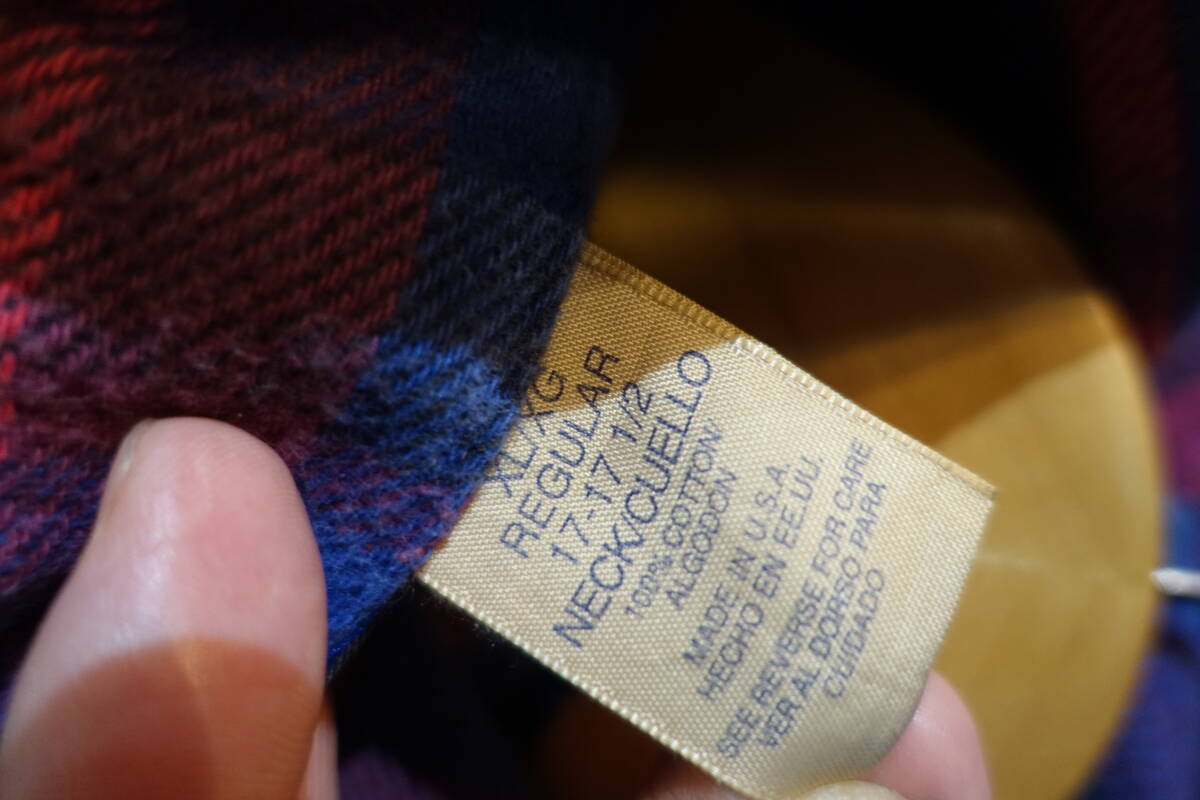 XL/XG
REGULAR
17-17 1/2
NECK/CUELLO
100% COTTON
ALGODON
MADE IN U.S.A.
HECHO EN EE.UU.
SEE REVERSE FOR CARE
VER AL DORSO PARA
CUIDADO